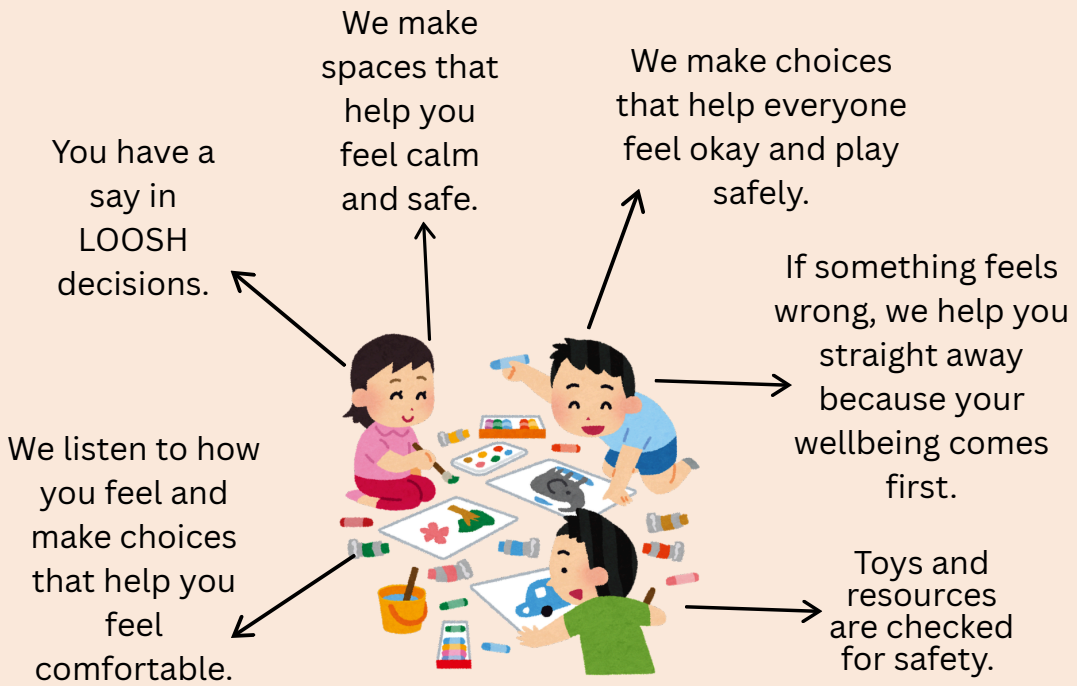 We make
spaces that
help you
feel calm
and safe.
We make choices
that help everyone
feel okay and play
safely.
You have a
say in
LOOSH
decisions.
If something feels
wrong, we help you
straight away
because your
wellbeing comes
first.
We listen to how
you feel and
make choices
that help you
feel
comfortable.
Toys and
resources
are checked
for safety.